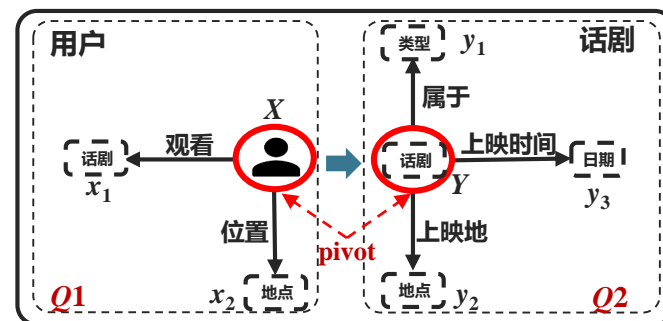 用户
X
观看
话剧
x1
位置
x2
地点
Q1
pivot
话剧
类型
y1
属于
话剧
Y
上映时间
日期
y3
上映地
地点
y2
Q2